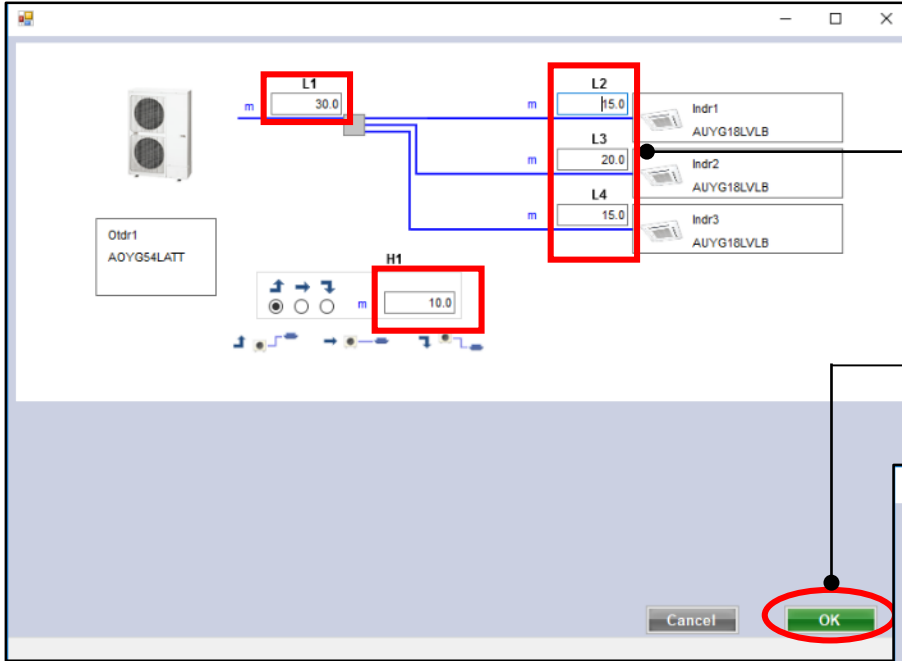 L1
m 30.0
L2
m 15.0
Indr1
AUYG18LVLB
L3
m 20.0
Indr2
AUYG18LVLB
L4
m 15.0
Indr3
AUYG18LVLB
Otdr1
AOYG54LATT
H1
m 10.0
Cancel OK